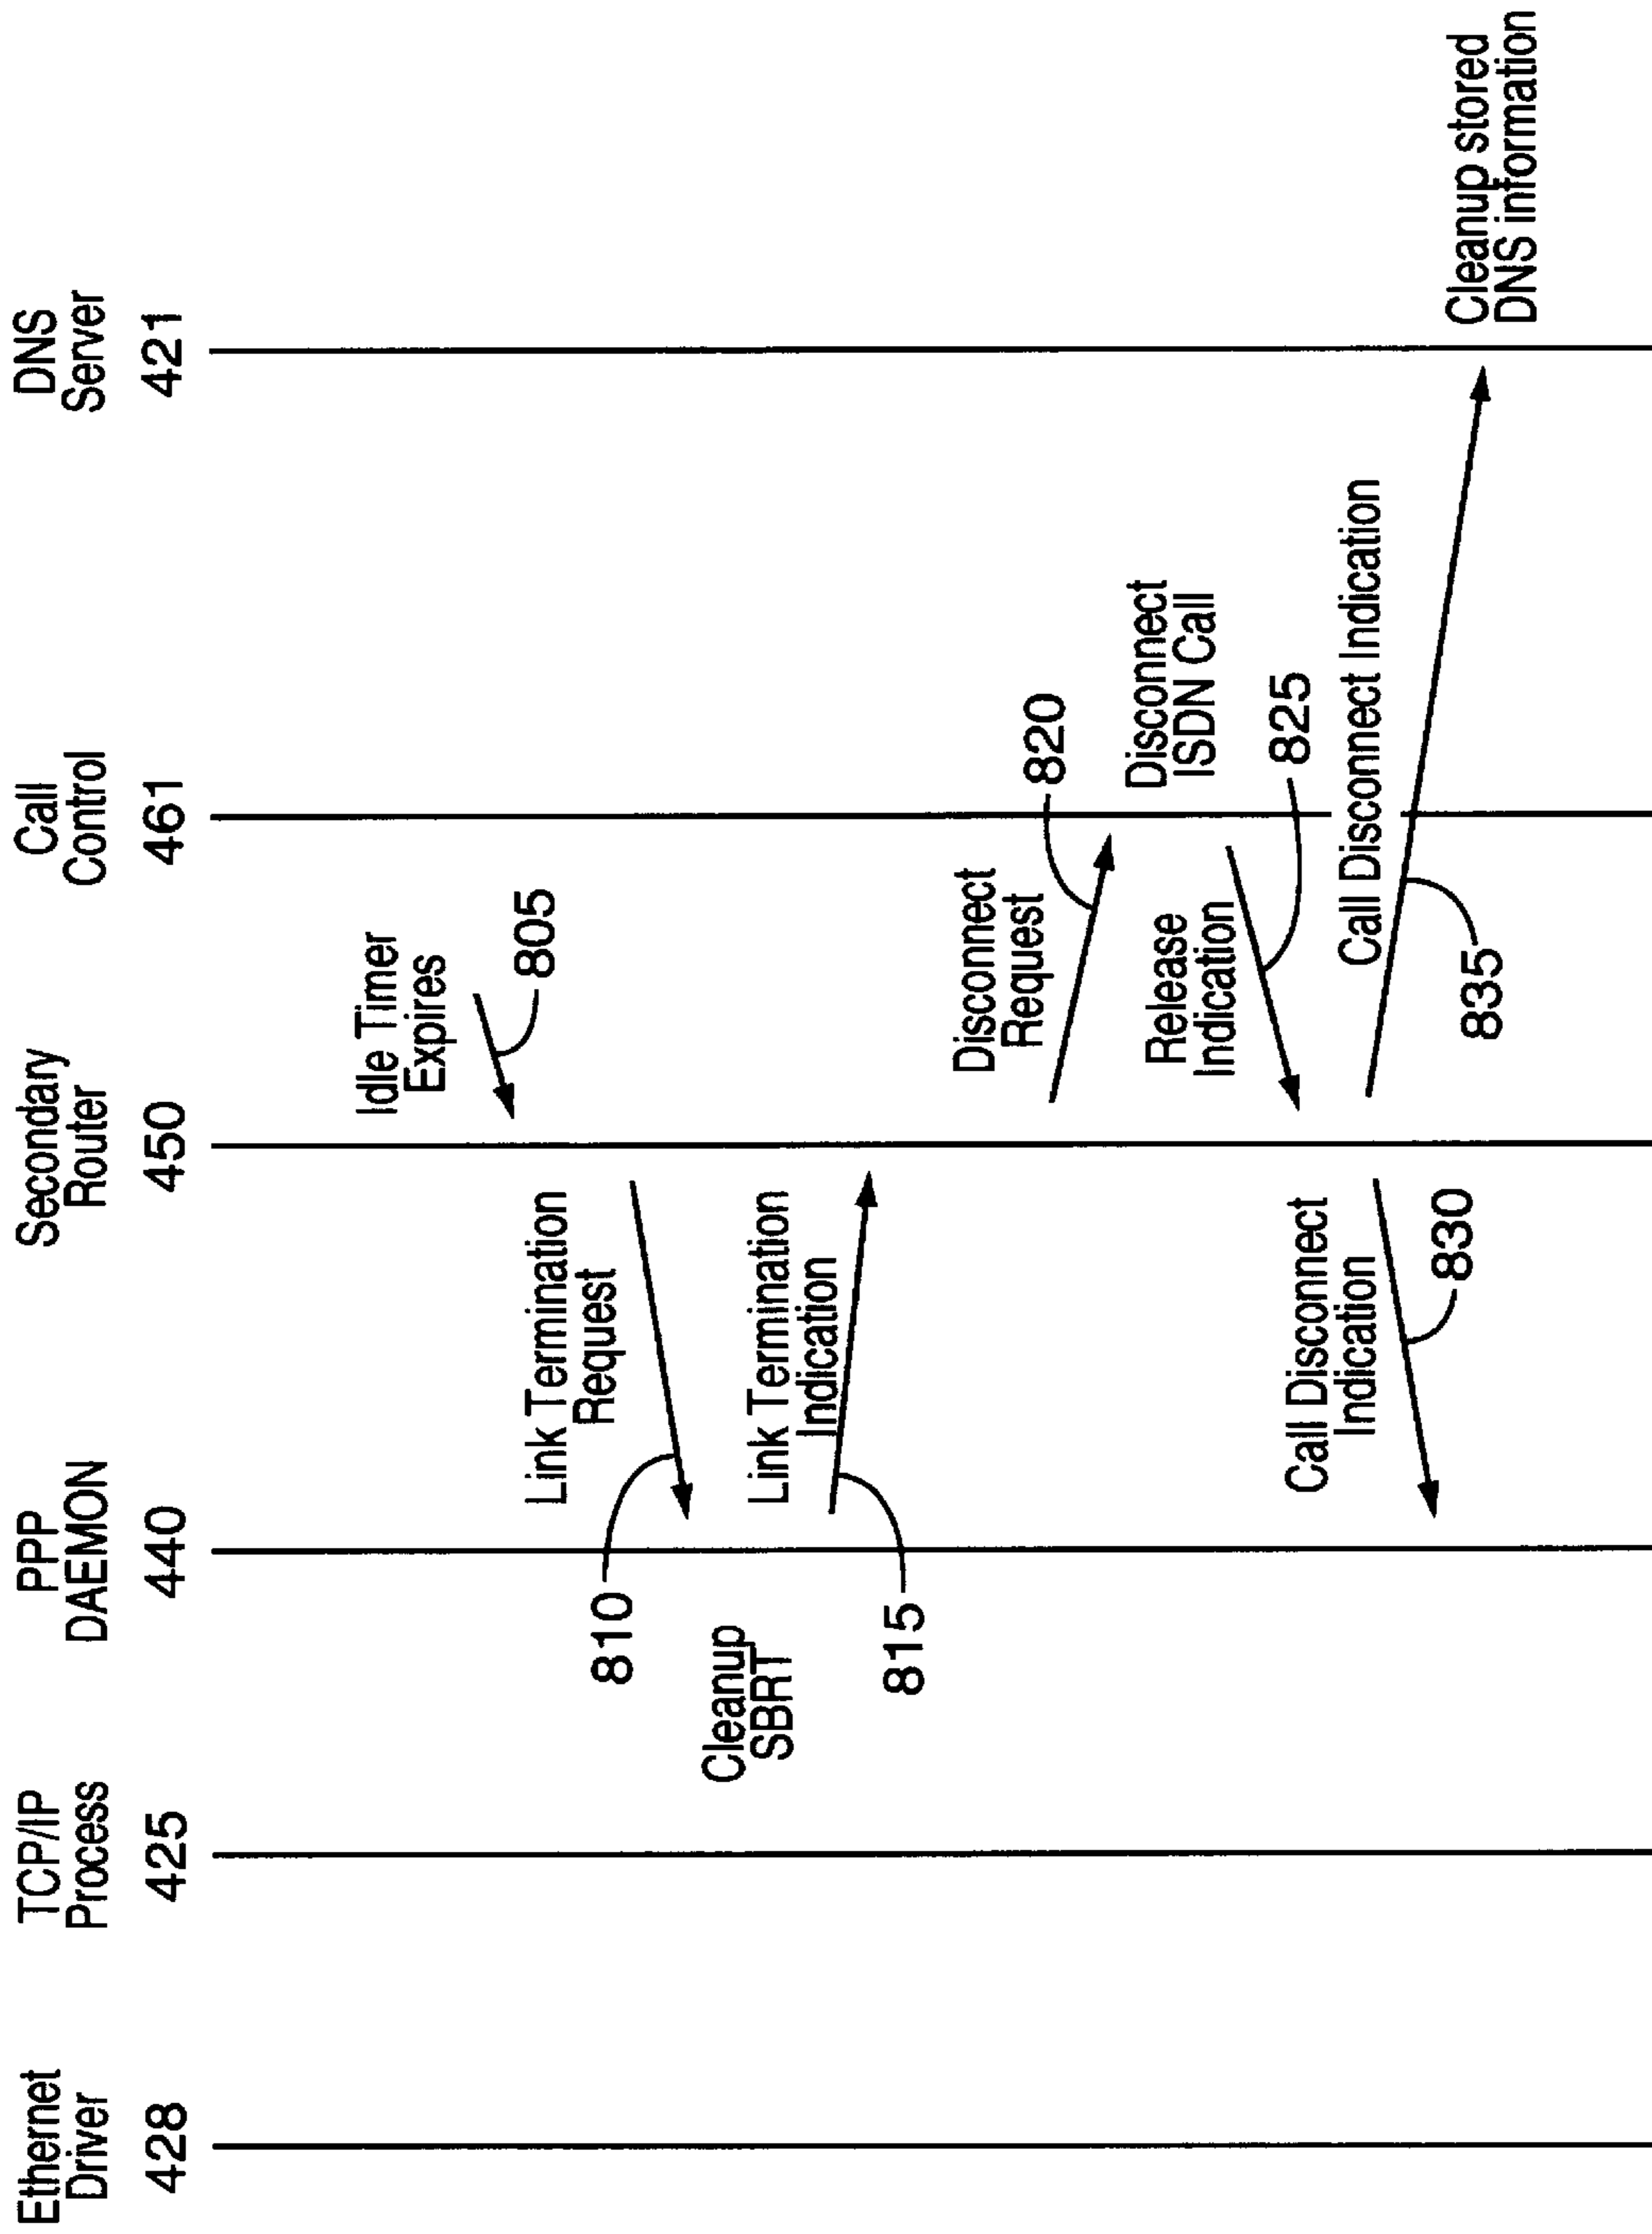 Ethernet
Driver
428
TCP/IP
Process
425
PPP
DAEMON
440
Secondary
Router
450
Call
Control
461
DNS
Server
421
Idle Timer
Expires
805
Link Termination
Request
810
Cleanup
SBRT
Link Termination
Indication
815
Disconnect
Request
820
Disconnect
ISDN Call
Release
Indication
825
Call Disconnect
Indication
830
Call Disconnect Indication
835
Cleanup stored
DNS information